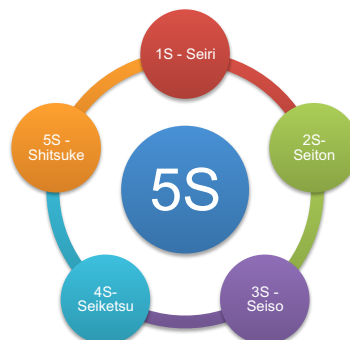 1S - Seiri
2S-
Seiton
3S -
Seiso
4S-
Seiketsu
5S -
Shitsuke
5S